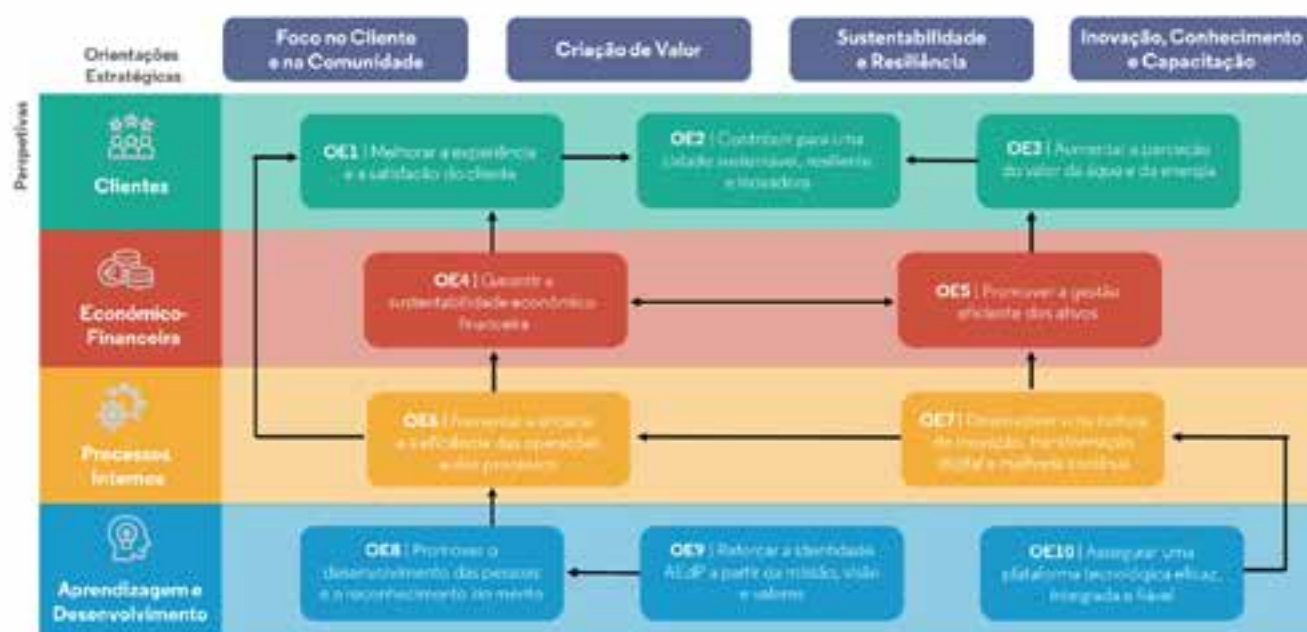 Orientações
Estratégicas
Foco no Cliente
e na Comunidade
Criação de Valor
Sustentabilidade
e Resiliência
Inovação, Conhecimento
e Capacitação
Perspetivas
Clientes
OE1 | Melhorar a experiência
e a satisfação do cliente
OE2 | Contribuir para uma
cidade sustentável, resiliente
e inovadora
OE3 | Aumentar a perceção
do valor da água e da energia
Económico-
Financeira
OE4 | Garantir a
sustentabilidade económico
financeira
OE5 | Promover a gestão
eficiente dos ativos
Processos
Internos
OE6 | Aumentar a eficácia
e a eficiência das operações
e dos processos
OE7 | Desenvolver uma cultura
de inovação, transformação
digital e melhoria contínua
Aprendizagem e
Desenvolvimento
OE8 | Promover o
desenvolvimento das pessoas
e o reconhecimento do mérito
OE9 | Reforçar a identidade
AEdP a partir da missão, visão
e valores
OE10 | Assegurar uma
plataforma tecnológica eficaz,
integrada e fiável